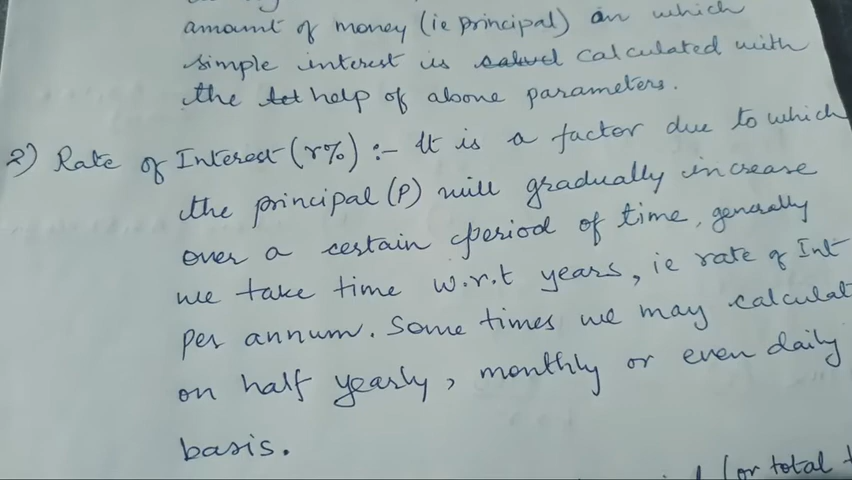 amount of money (ie principal) on which
simple interest is calculated with
the help of above parameters.
2) Rate of Interest (r%) :- It is a factor due to which
the principal (P) will gradually increase
over a certain period of time, generally
we take time w.r.t years, ie rate of Int
per annum. Some times we may calculat
on half yearly, monthly or even daily
basis.
(or total t